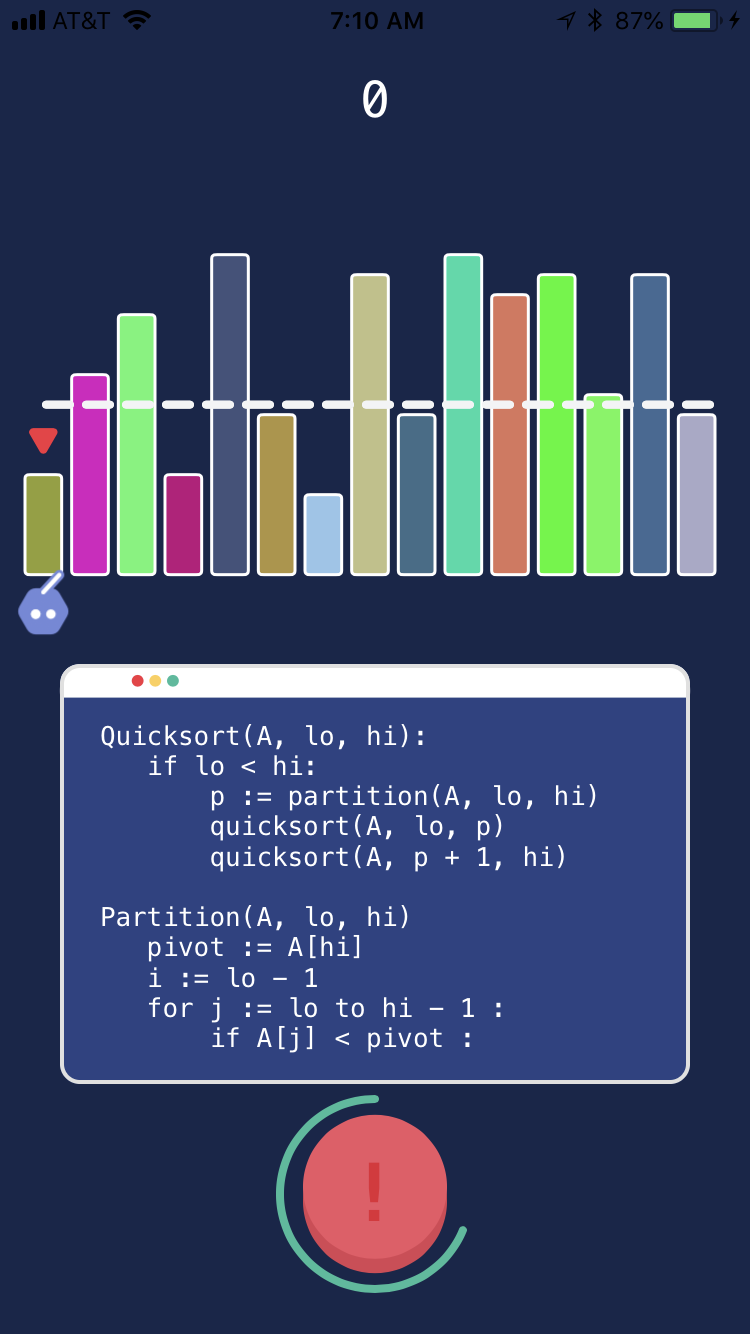 AT&T 7:10 AM 87%
0
Quicksort(A, lo, hi):
if lo < hi:
p := partition(A, lo, hi)
quicksort(A, lo, p)
quicksort(A, p + 1, hi)
Partition(A, lo, hi)
pivot := A[hi]
i := lo − 1
for j := lo to hi − 1 :
if A[j] < pivot :
!